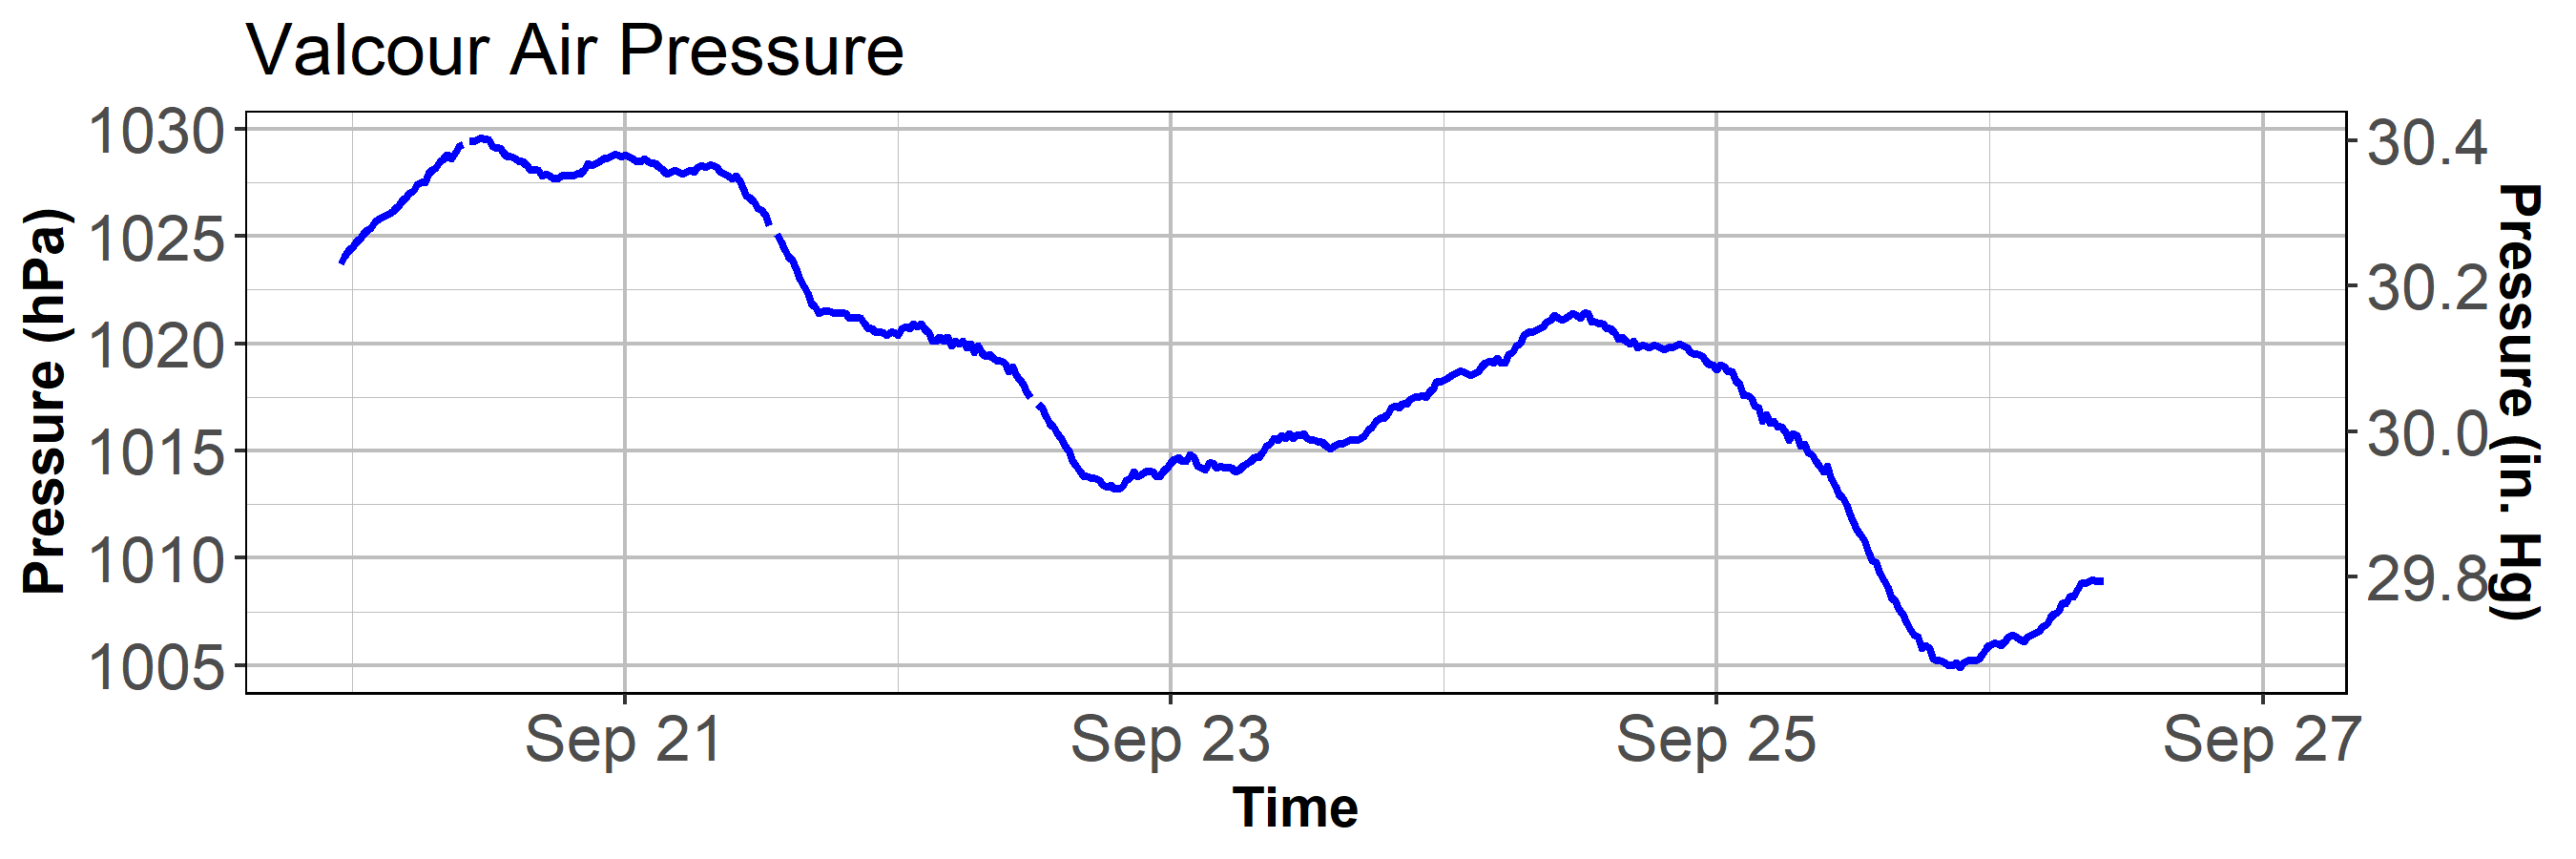 Valcour Air Pressure
1030
1025
1020
1015
1010
1005
Pressure (hPa)
30.4
30.2
30.0
29.8
Pressure (in. Hg)
Sep 21
Sep 23
Sep 25
Sep 27
Time